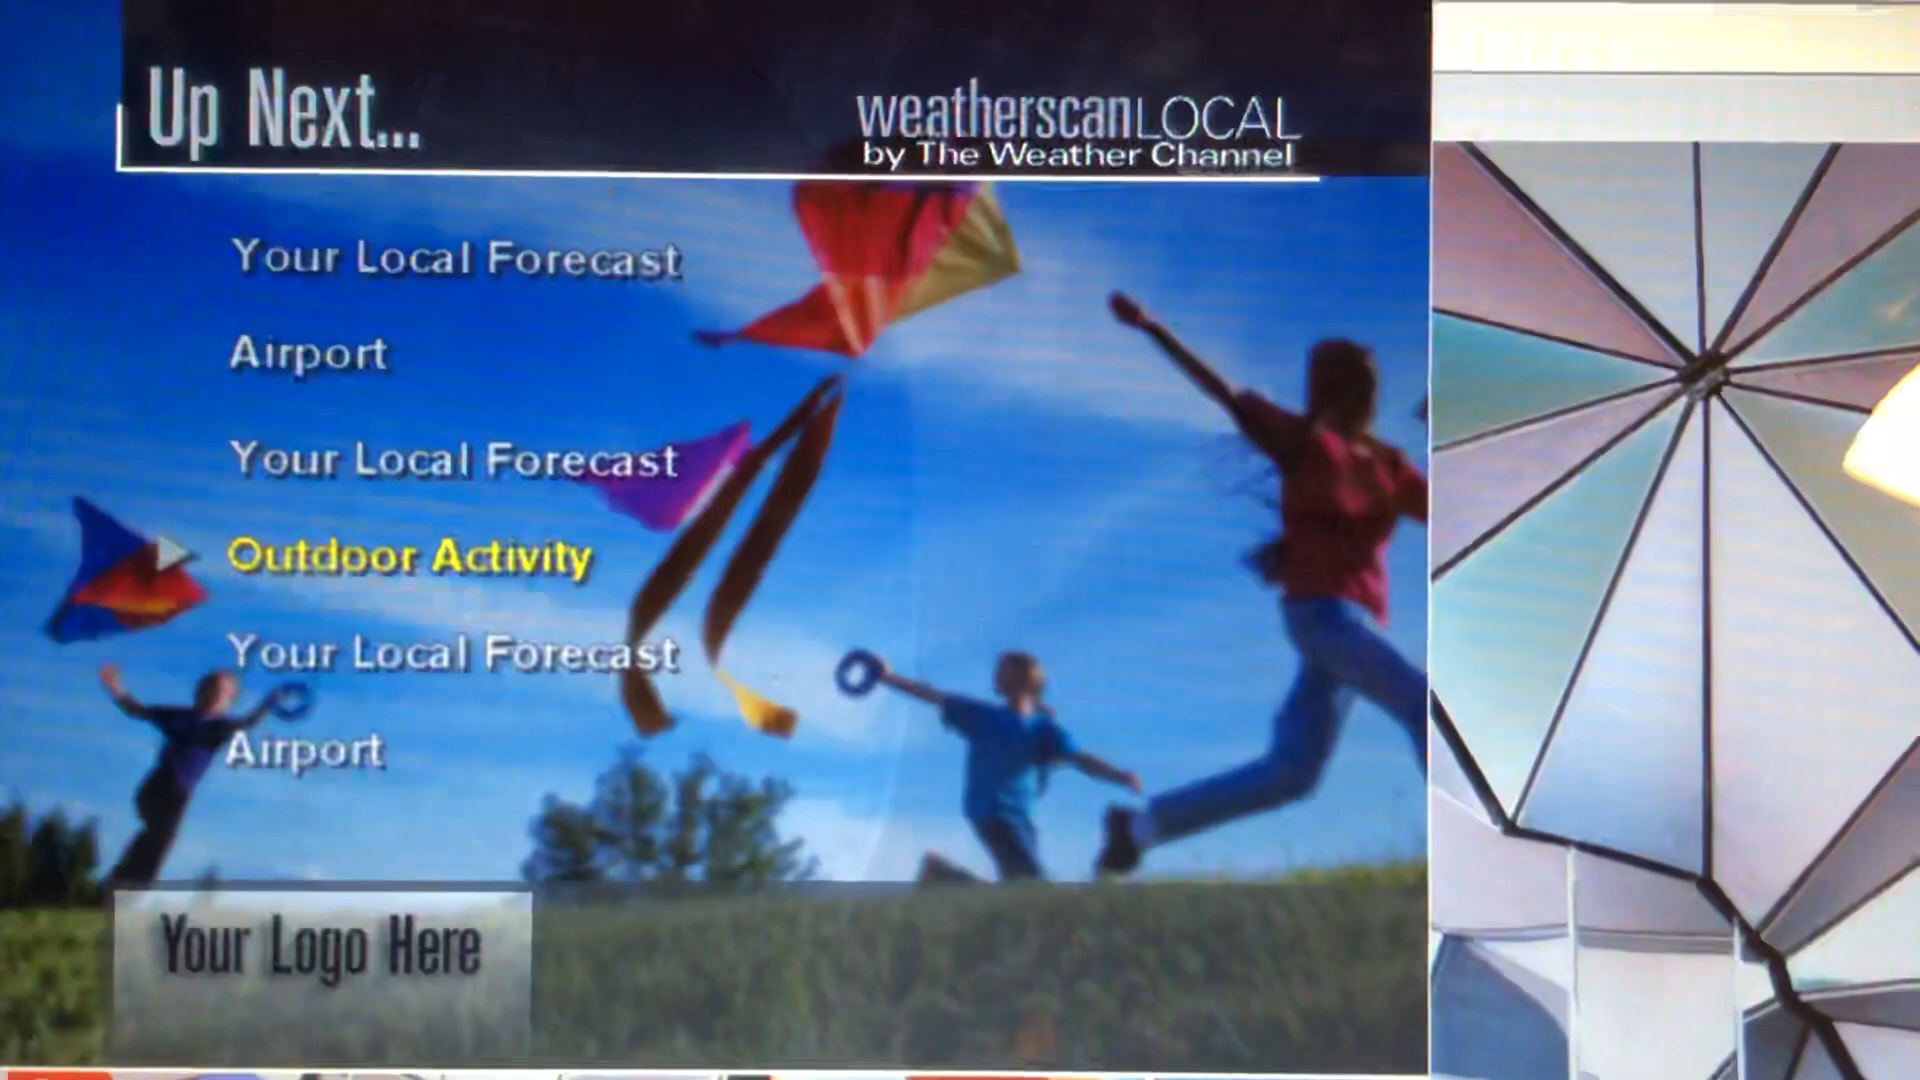 Up Next...
weatherscanLOCAL
by The Weather Channel
Your Local Forecast
Airport
Your Local Forecast
Outdoor Activity
Your Local Forecast
Airport
Your Logo Here